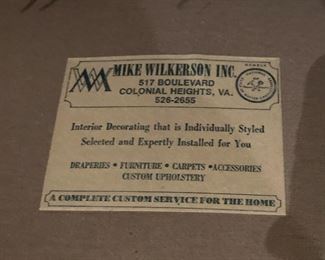 MIKE WILKERSON INC.
517 BOULEVARD
COLONIAL HEIGHTS, VA.
526-2655
MEMBER
Interior Decorating that is Individually Styled
Selected and Expertly Installed for You
DRAPERIES • FURNITURE • CARPETS •ACCESSORIES
CUSTOM UPHOLSTERY
A COMPLETE CUSTOM SERVICE FOR THE HOME